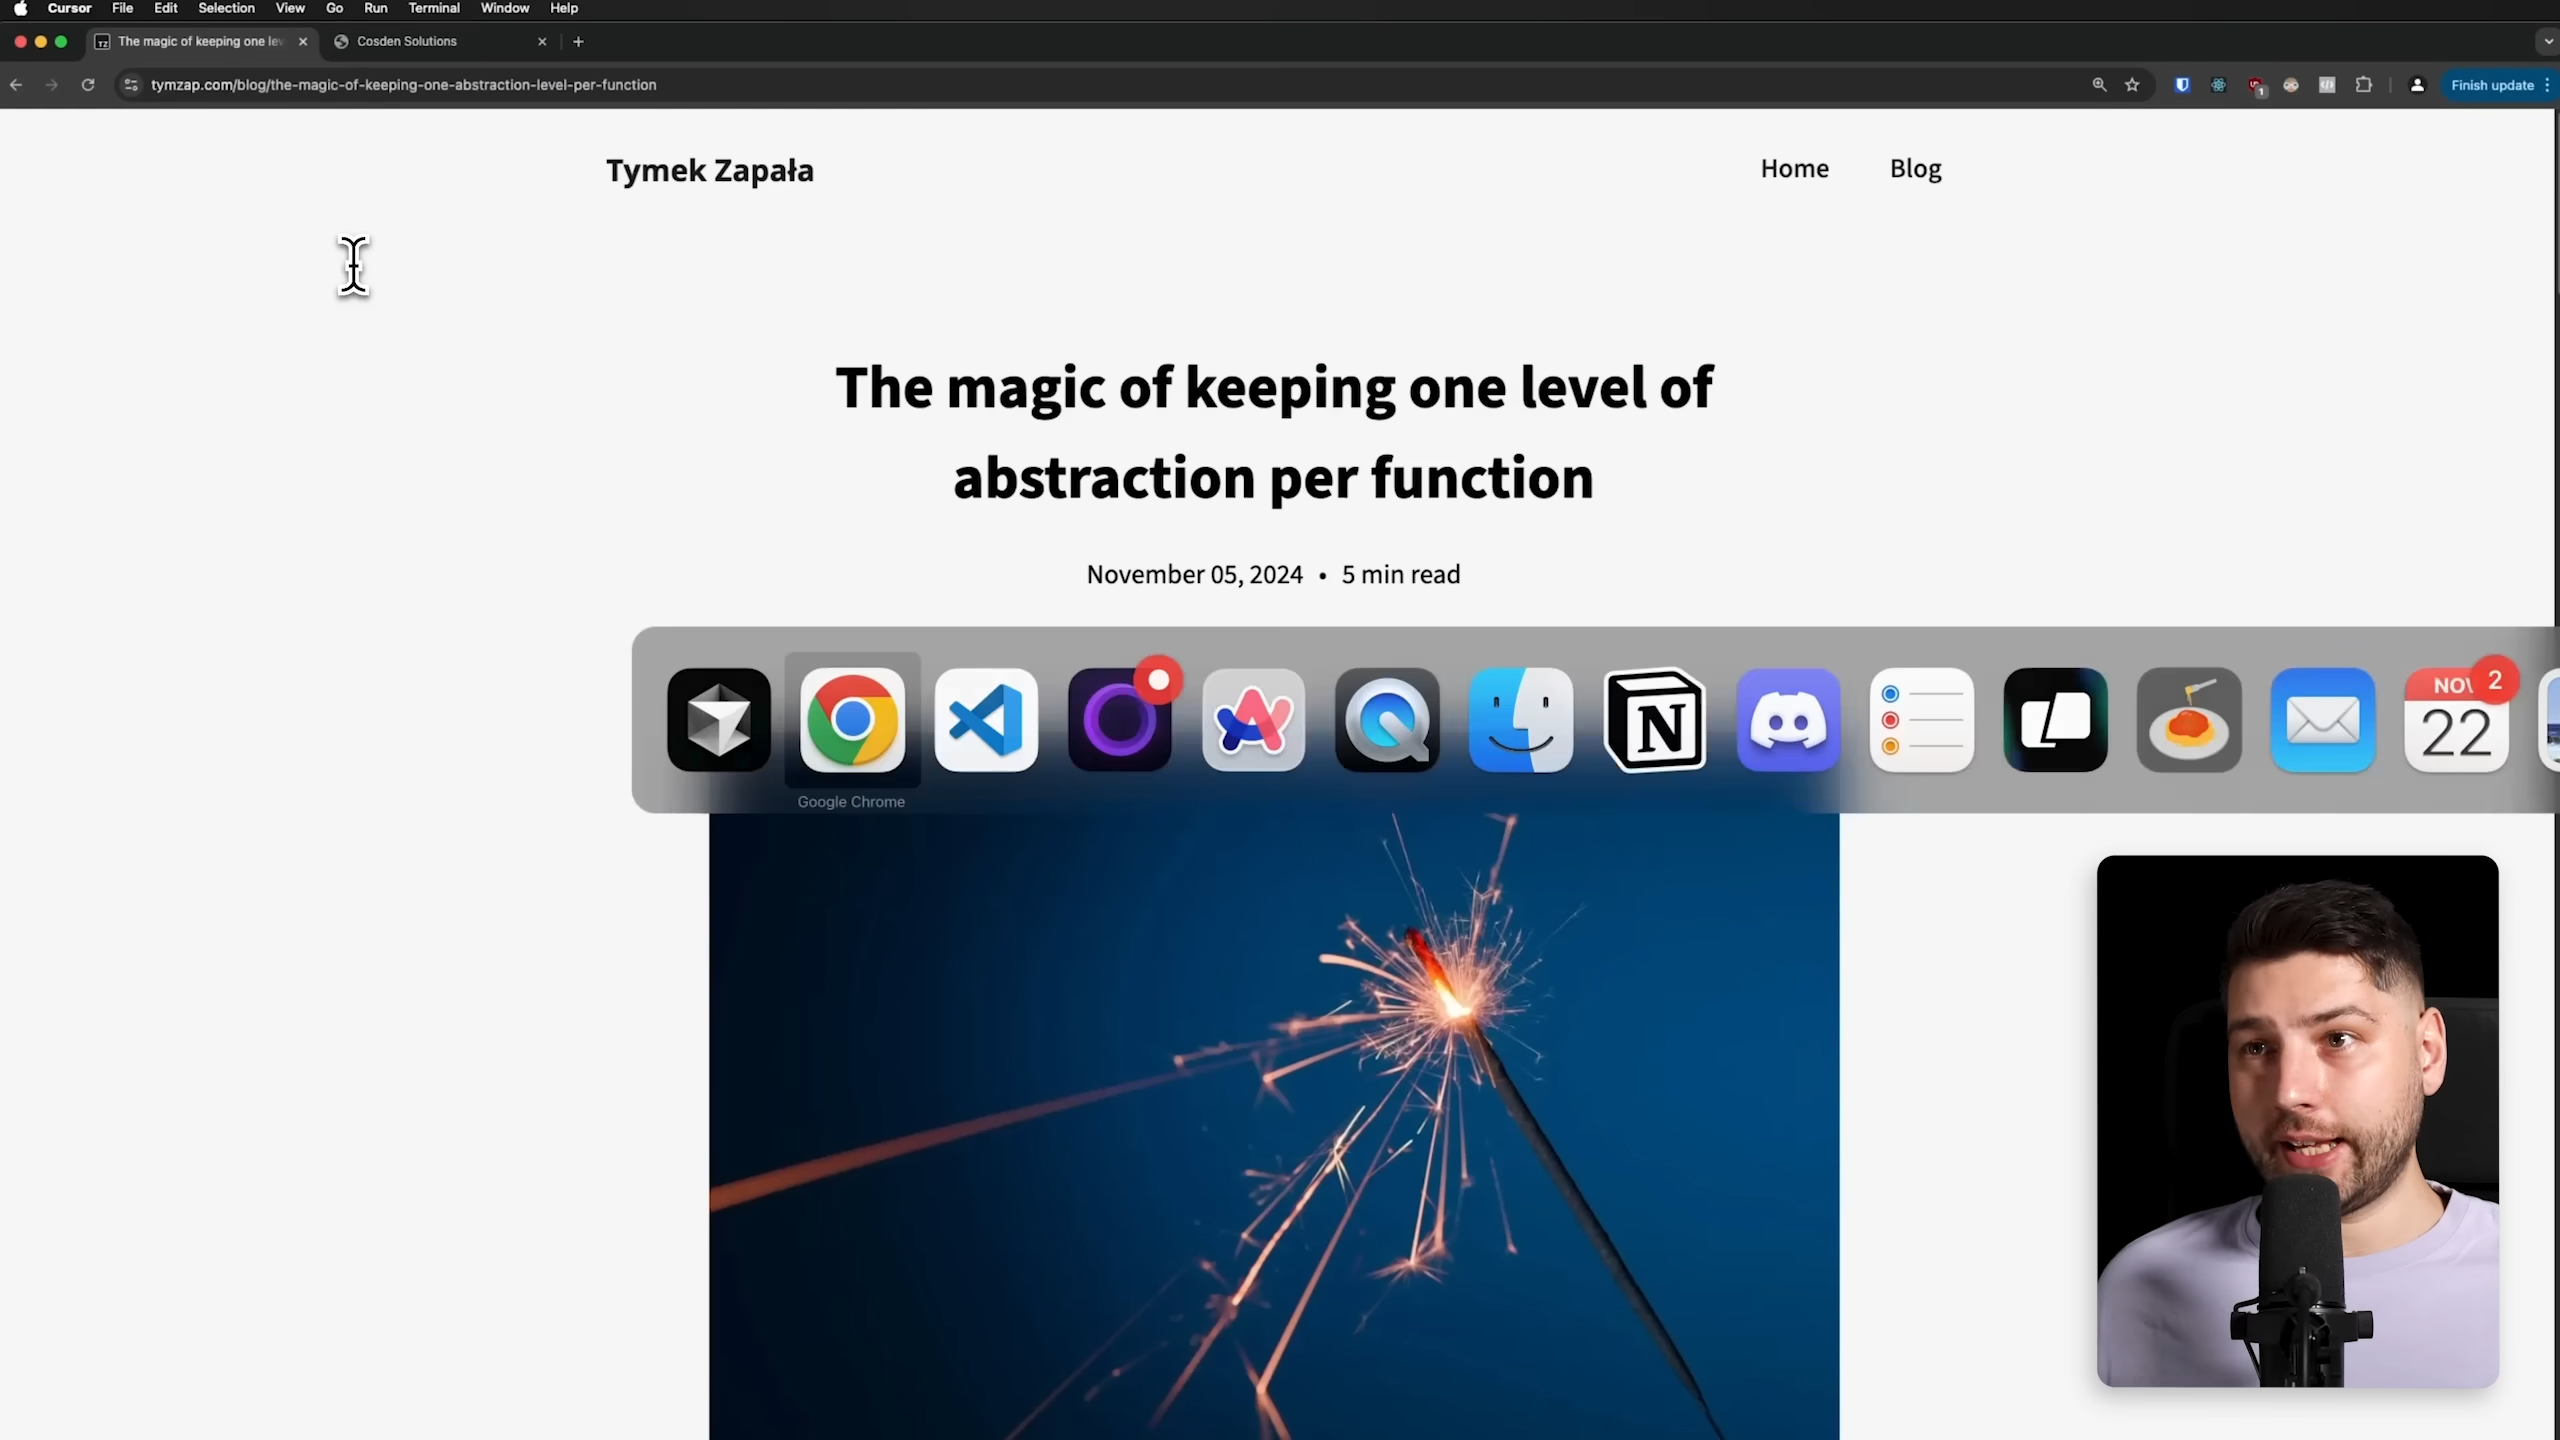 Cursor File Edit Selection View Go Run Terminal Window Help
The magic of keeping one lev Cosden Solutions
tymzap.com/blog/the-magic-of-keeping-one-abstraction-level-per-function 1 Finish update
Tymek Zapała Home Blog
The magic of keeping one level of
abstraction per function
November 05, 2024 • 5 min read
N NOV 2
22
Google Chrome